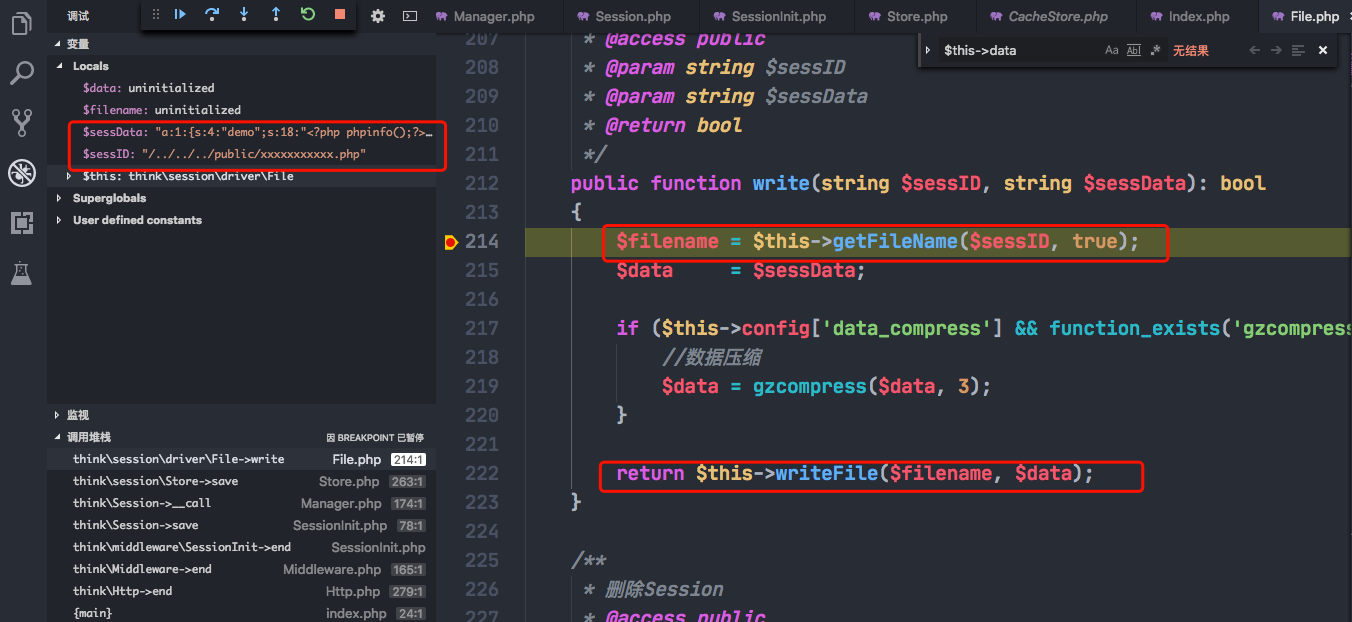 调试
Manager.php
Session.php
SessionInit.php
Store.php
CacheStore.php
Index.php
File.php
$this->data
Aa
Ab|
.*
无结果
变量
Locals
$data: uninitialized
$filename: uninitialized
$sessData: "a:1:{s:4:"demo";s:18:"<?php phpinfo();?>…
$sessID: "/../../../public/xxxxxxxxxxx.php"
$this: think\session\driver\File
Superglobals
User defined constants
监视
调用堆栈
因 BREAKPOINT 已暂停
think\session\driver\File->write File.php 214:1
think\session\Store->save Store.php 263:1
think\Session->__call Manager.php 174:1
think\Session->save SessionInit.php 78:1
think\middleware\SessionInit->end SessionInit.php
think\Middleware->end Middleware.php 165:1
think\Http->end Http.php 279:1
{main} index.php 24:1
207 * @access public
208 * @param string $sessID
209 * @param string $sessData
210 * @return bool
211 */
212 public function write(string $sessID, string $sessData): bool
213 {
214 $filename = $this->getFileName($sessID, true);
215 $data = $sessData;
216
217 if ($this->config['data_compress'] && function_exists('gzcompress
218 //数据压缩
219 $data = gzcompress($data, 3);
220 }
221
222 return $this->writeFile($filename, $data);
223 }
224
225 /**
226 * 删除Session
227 * @access public